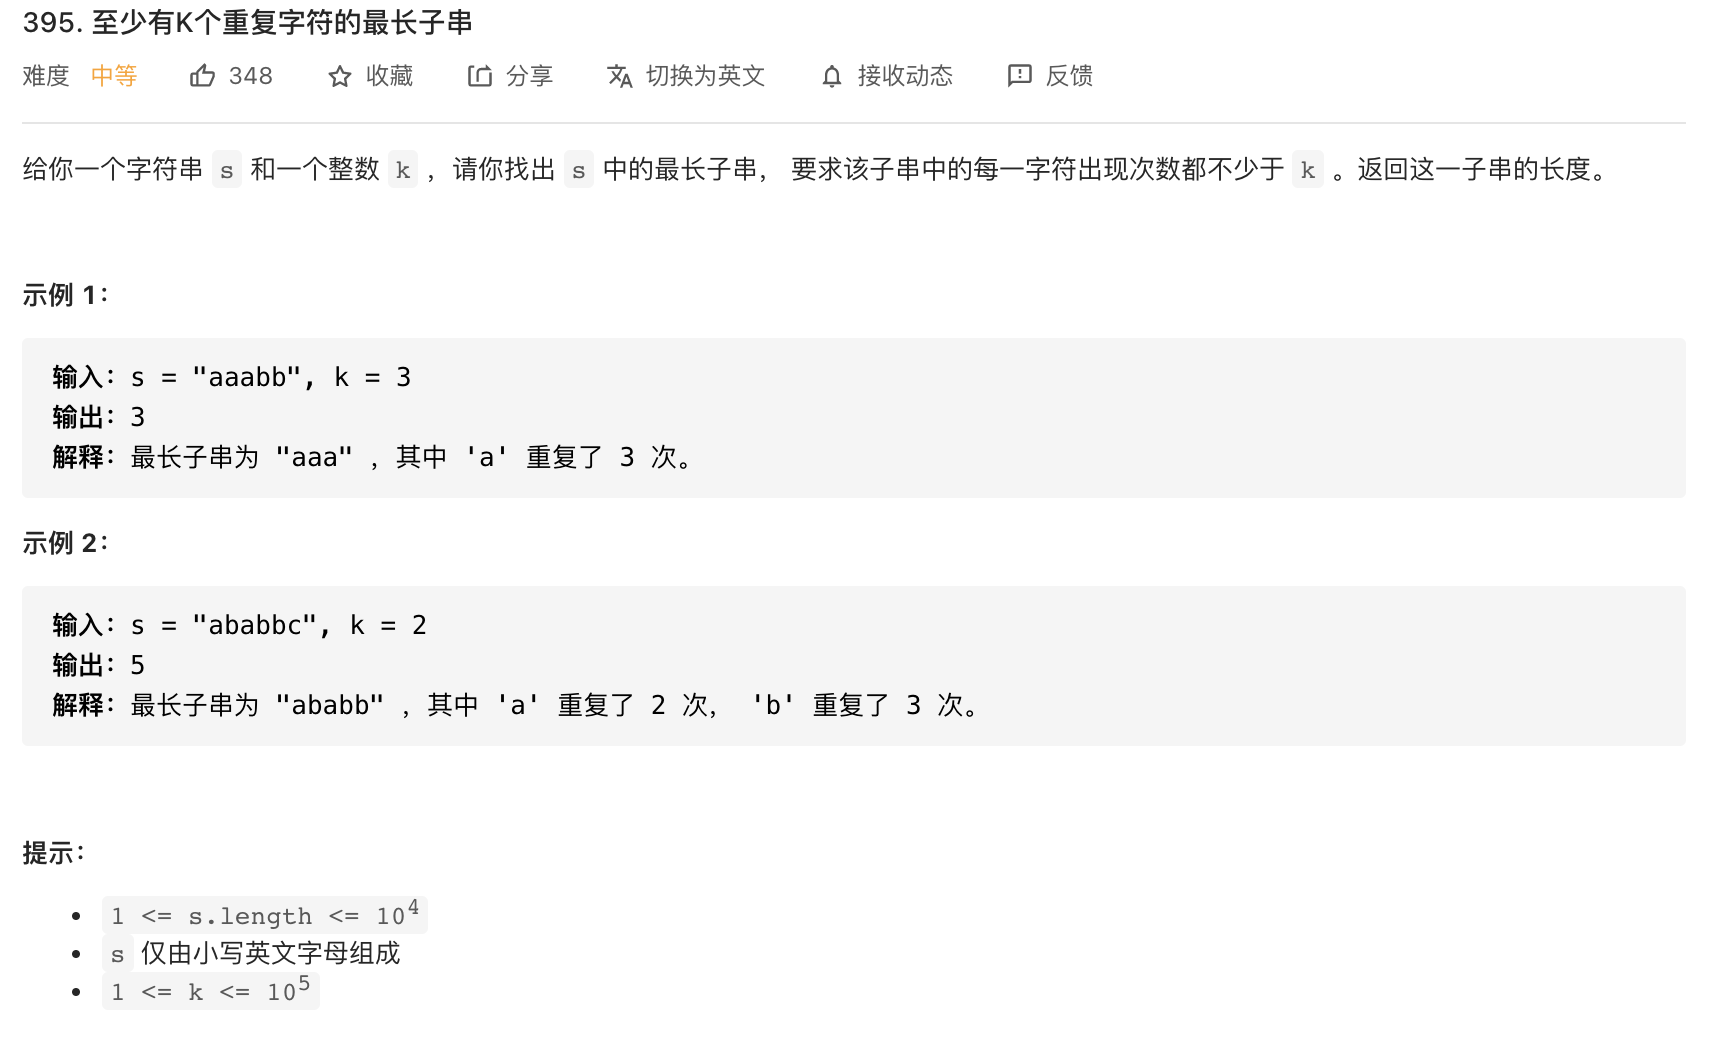 395. 至少有K个重复字符的最长子串
难度 中等 348 收藏 分享 切换为英文 接收动态 反馈
给你一个字符串 s 和一个整数 k ，请你找出 s 中的最长子串， 要求该子串中的每一字符出现次数都不少于 k 。返回这一子串的长度。
示例 1：
输入：s = "aaabb", k = 3
输出：3
解释：最长子串为 "aaa" ，其中 'a' 重复了 3 次。
示例 2：
输入：s = "ababbc", k = 2
输出：5
解释：最长子串为 "ababb" ，其中 'a' 重复了 2 次， 'b' 重复了 3 次。
提示：
• 1 <= s.length <= 10⁴
• s 仅由小写英文字母组成
• 1 <= k <= 10⁵